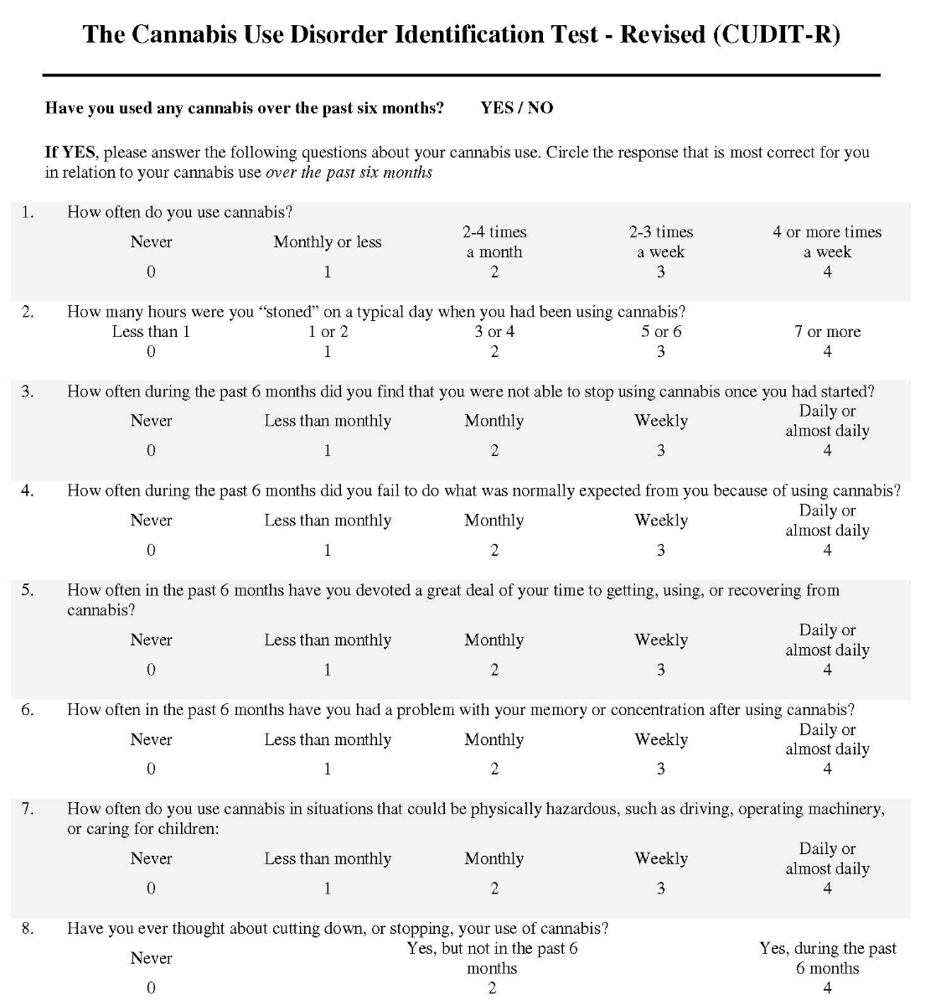 The Cannabis Use Disorder Identification Test - Revised (CUDIT-R)
Have you used any cannabis over the past six months? YES / NO
If YES, please answer the following questions about your cannabis use. Circle the response that is most correct for you
in relation to your cannabis use over the past six months
1. How often do you use cannabis?
Never Monthly or less 2-4 times a month 2-3 times a week 4 or more times a week
0 1 2 3 4
2. How many hours were you “stoned” on a typical day when you had been using cannabis?
Less than 1 1 or 2 3 or 4 5 or 6 7 or more
0 1 2 3 4
3. How often during the past 6 months did you find that you were not able to stop using cannabis once you had started?
Never Less than monthly Monthly Weekly Daily or almost daily
0 1 2 3 4
4. How often during the past 6 months did you fail to do what was normally expected from you because of using cannabis?
Never Less than monthly Monthly Weekly Daily or almost daily
0 1 2 3 4
5. How often in the past 6 months have you devoted a great deal of your time to getting, using, or recovering from
cannabis?
Never Less than monthly Monthly Weekly Daily or almost daily
0 1 2 3 4
6. How often in the past 6 months have you had a problem with your memory or concentration after using cannabis?
Never Less than monthly Monthly Weekly Daily or almost daily
0 1 2 3 4
7. How often do you use cannabis in situations that could be physically hazardous, such as driving, operating machinery,
or caring for children:
Never Less than monthly Monthly Weekly Daily or almost daily
0 1 2 3 4
8. Have you ever thought about cutting down, or stopping, your use of cannabis?
Never Yes, but not in the past 6 months Yes, during the past 6 months
0 2 4